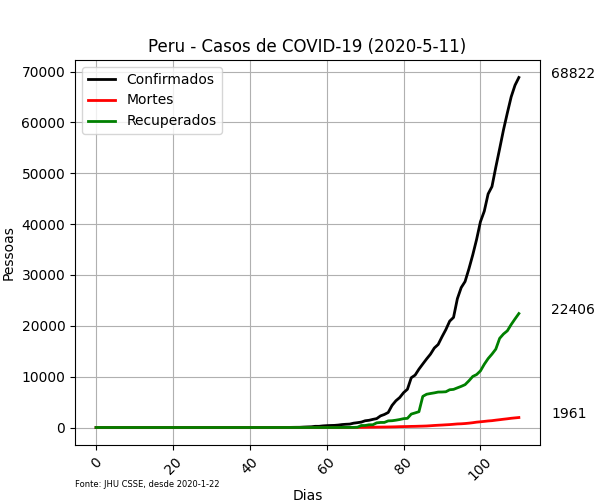 Peru - Casos de COVID-19 (2020-5-11)
Confirmados
Mortes
Recuperados
70000
60000
50000
40000
30000
20000
10000
0
Pessoas
68822
22406
1961
0
20
40
60
80
100
Dias
Fonte: JHU CSSE, desde 2020-1-22